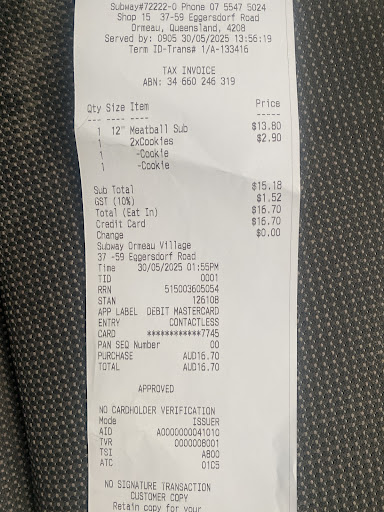 Subway#72222-0 Phone 07 5547 5024
Shop 15 37-59 Eggersdorf Road
Ormeau, Queensland, 4208
Served by: 0905 30/05/2025 13:56:19
Term ID-Trans# 1/A-133416
TAX INVOICE
ABN: 34 660 246 319
Qty Size Item Price
--- ---- ---- -----
1 12" Meatball Sub $13.80
1 2xCookies $2.90
1 -Cookie
1 -Cookie
Sub Total $15.18
GST (10%) $1.52
Total (Eat In) $16.70
Credit Card $16.70
Change $0.00
Subway Ormeau Village
37 -59 Eggersdorf Road
Time 30/05/2025 01:55PM
TID 0001
RRN 515003605054
STAN 126108
APP LABEL DEBIT MASTERCARD
ENTRY CONTACTLESS
CARD ************7745
PAN SEQ Number 00
PURCHASE AUD16.70
TOTAL AUD16.70
APPROVED
NO CARDHOLDER VERIFICATION
Mode ISSUER
AID A0000000041010
TVR 0000008001
TSI A800
ATC 01C5
NO SIGNATURE TRANSACTION
CUSTOMER COPY
Retain copy for your